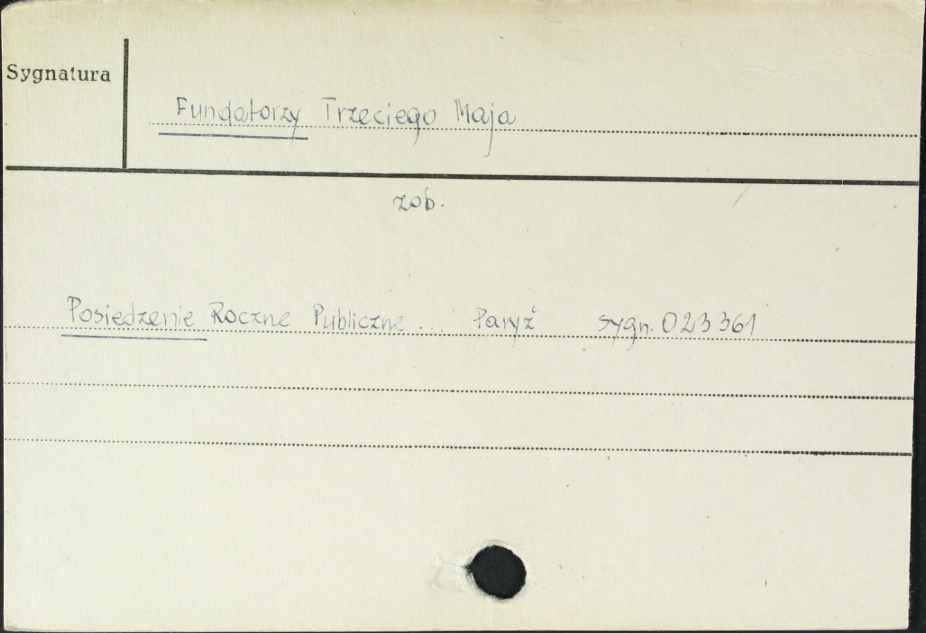 Sygnatura
Fundatorzy Trzeciego Maja
zob.
Posiedzenie Roczne Publiczne ... Paryż sygn. 023361